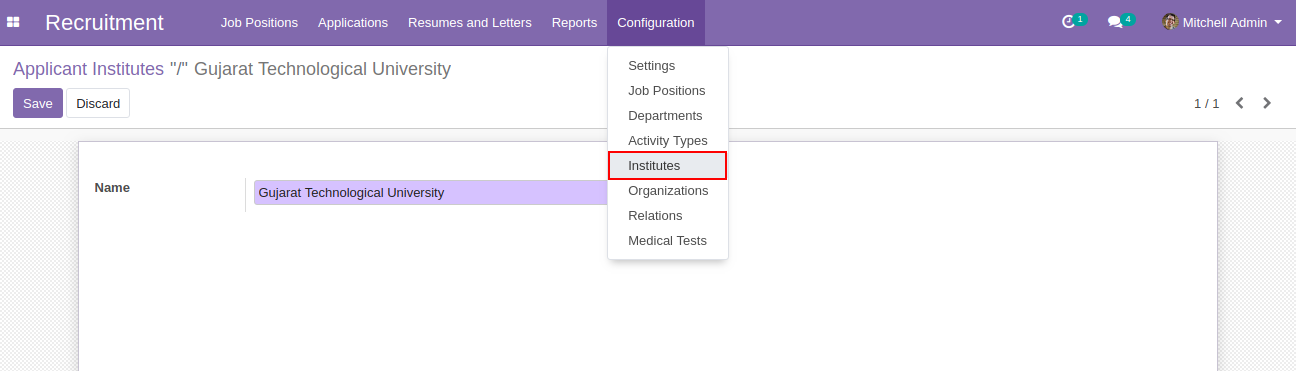 Recruitment Job Positions Applications Resumes and Letters Reports Configuration 1 4 Mitchell Admin
Applicant Institutes "/" Gujarat Technological University
Save Discard 1 / 1
Settings
Job Positions
Departments
Activity Types
Institutes
Organizations
Relations
Medical Tests
Name Gujarat Technological University